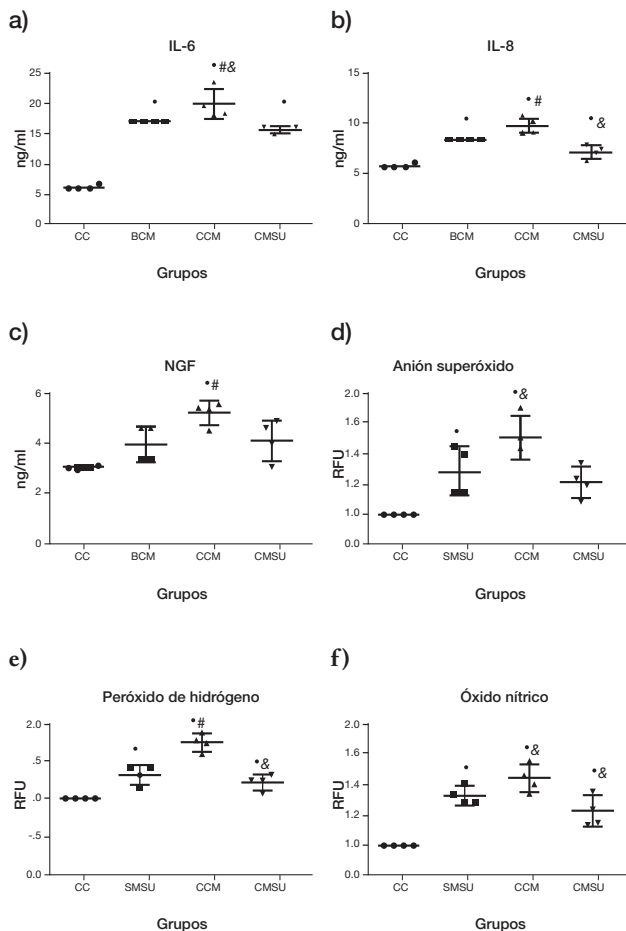 a)
IL-6
• #&
•
•
25
20
15
10
5
0
ng/ml
CC BCM CCM CMSU
Grupos
b)
IL-8
• #
•
• &
15
10
5
0
ng/ml
CC BCM CCM CMSU
Grupos
c)
NGF
• #
6
4
2
0
ng/ml
CC BCM CCM CMSU
Grupos
d)
Anión superóxido
• &
•
2.0
1.6
1.4
1.2
1.0
0.0
RFU
CC SMSU CCM CMSU
Grupos
e)
Peróxido de hidrógeno
• #
•
• &
2.0
.5
.0
-.5
0.0
RFU
CC SMSU CCM CMSU
Grupos
f)
Óxido nítrico
• &
•
• &
2.0
1.6
1.4
1.2
1.0
0.0
RFU
CC SMSU CCM CMSU
Grupos